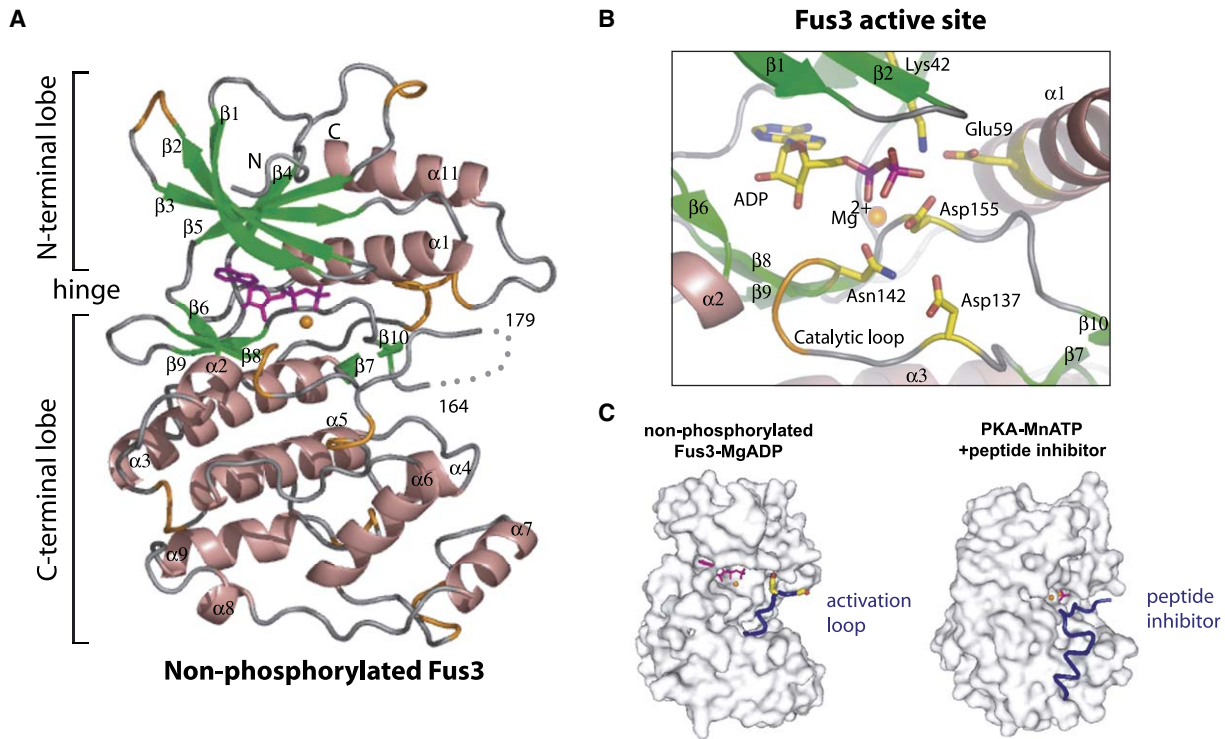 A
N-terminal lobe
hinge
C-terminal lobe
β1
β2
β3
β4
β5
N
C
α11
α1
β6
β9
β8
α2
β7
β10
179
164
α3
α5
α4
α6
α7
α9
α8
Non-phosphorylated Fus3
B
Fus3 active site
β1
β2
Lys42
α1
Glu59
ADP
Mg2+
Asp155
β6
β8
β9
α2
Asn142
Asp137
Catalytic loop
β10
β7
α3
C
non-phosphorylated
Fus3-MgADP
activation
loop
PKA-MnATP
+peptide inhibitor
peptide
inhibitor